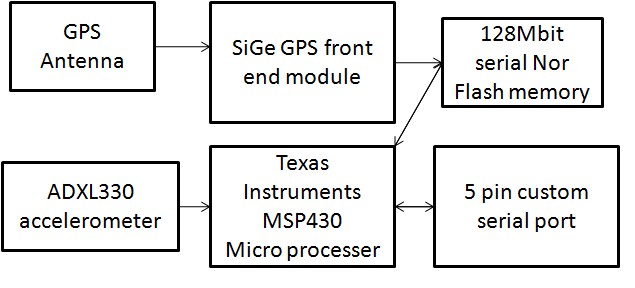 GPS
Antenna
SiGe GPS front
end module
128Mbit
serial Nor
Flash memory
ADXL330
accelerometer
Texas
Instruments
MSP430
Micro processer
5 pin custom
serial port